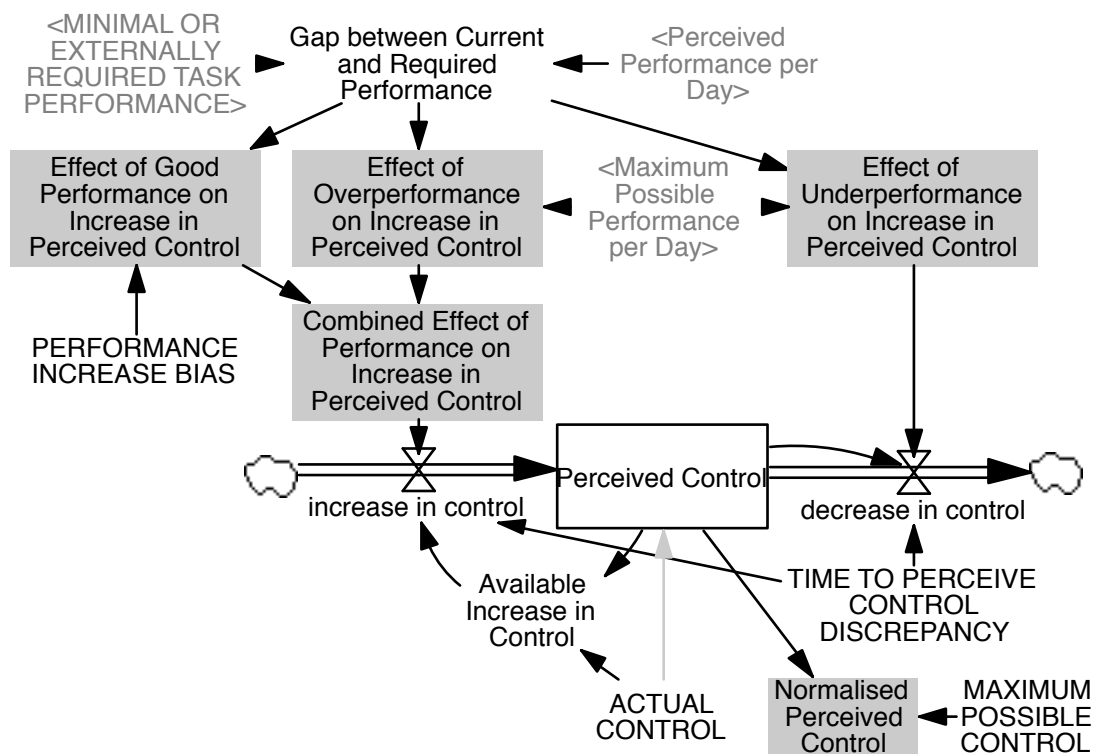 <MINIMAL OR
EXTERNALLY
REQUIRED TASK
PERFORMANCE>
Gap between Current
and Required
Performance
<Perceived
Performance per
Day>
Effect of Good
Performance on
Increase in
Perceived Control
Effect of
Overperformance
on Increase in
Perceived Control
<Maximum
Possible
Performance
per Day>
Effect of
Underperformance
on Increase in
Perceived Control
PERFORMANCE
INCREASE BIAS
Combined Effect of
Performance on
Increase in
Perceived Control
Perceived Control
increase in control
decrease in control
Available
Increase in
Control
TIME TO PERCEIVE
CONTROL
DISCREPANCY
ACTUAL
CONTROL
Normalised
Perceived
Control
MAXIMUM
POSSIBLE
CONTROL